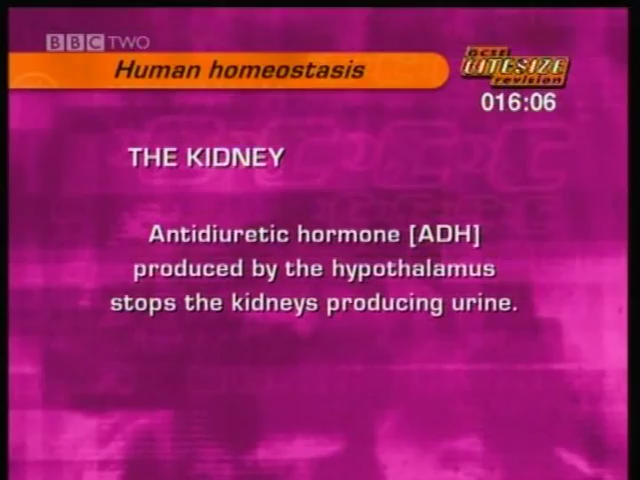 BBC TWO
Human homeostasis
GCSE
BITESIZE
revision
016:06
THE KIDNEY
Antidiuretic hormone [ADH]
produced by the hypothalamus
stops the kidneys producing urine.